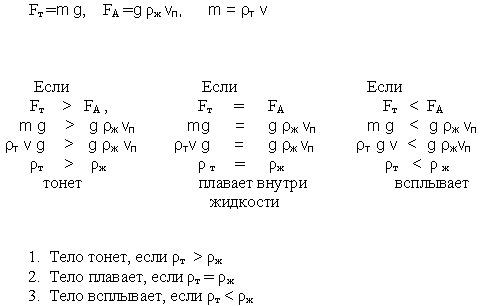 Fт=m g, FA =g ρж vп, m = ρт v
Если Если Если
Fт > FA , Fт = FA Fт < FA
m g > g ρж vп mg = g ρж vп m g < g ρж vп
ρт v g > g ρж vп ρтv g = g ρж vп ρт g v < g ρжvп
ρт > ρж ρ т = ρж ρт < ρ ж
тонет плавает внутри всплывает
жидкости
1. Тело тонет, если ρт > ρж
2. Тело плавает, если ρт = ρж
3. Тело всплывает, если ρт < ρж